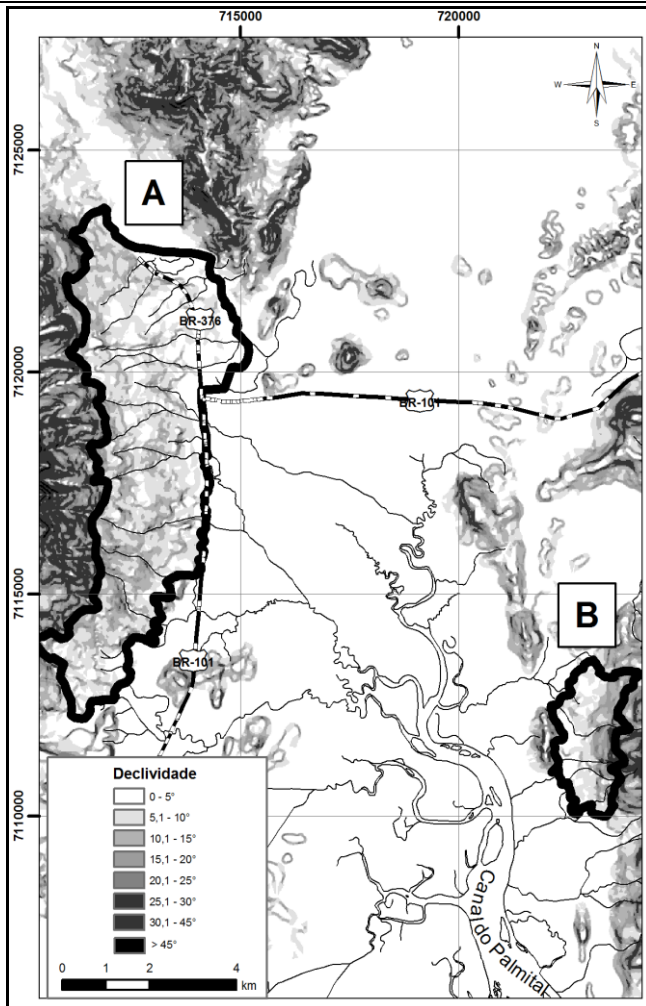 715000
720000
N
W
E
S
7125000
A
BR-376
7120000
BR-101
7115000
B
BR-101
Declividade
0 - 5°
5,1 - 10°
10,1 - 15°
15,1 - 20°
20,1 - 25°
25,1 - 30°
30,1 - 45°
> 45°
7110000
Canal do Palmital
0 1 2 4
km